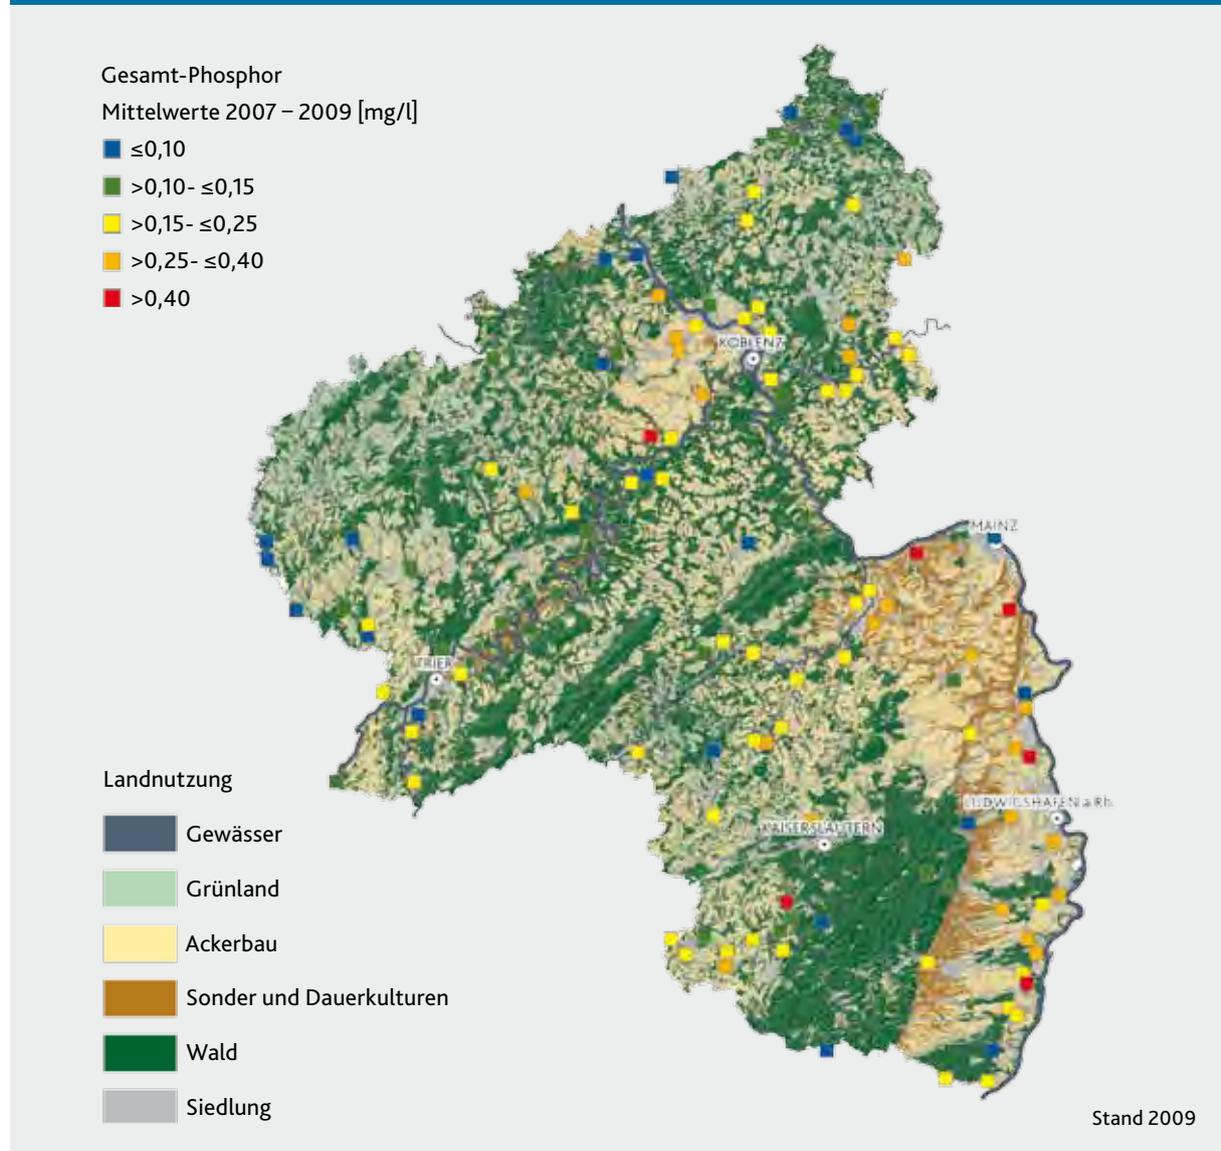 Gesamt-Phosphor
Mittelwerte 2007 – 2009 [mg/l]
≤0,10
>0,10- ≤0,15
>0,15- ≤0,25
>0,25- ≤0,40
>0,40
KOBLENZ
MAINZ
TRIER
Landnutzung
LUDWIGSHAFEN a.Rh.
KAISERSLAUTERN
Gewässer
Grünland
Ackerbau
Sonder und Dauerkulturen
Wald
Siedlung
Stand 2009